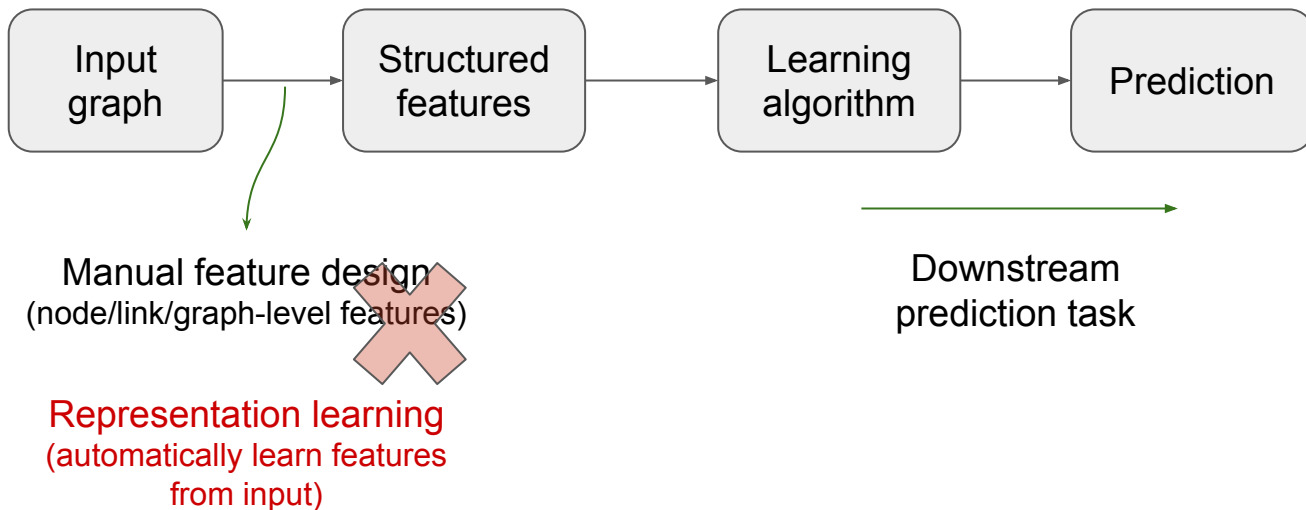 Input
graph
Structured
features
Learning
algorithm
Prediction
Manual feature design
(node/link/graph-level features)
Downstream
prediction task
Representation learning
(automatically learn features
from input)